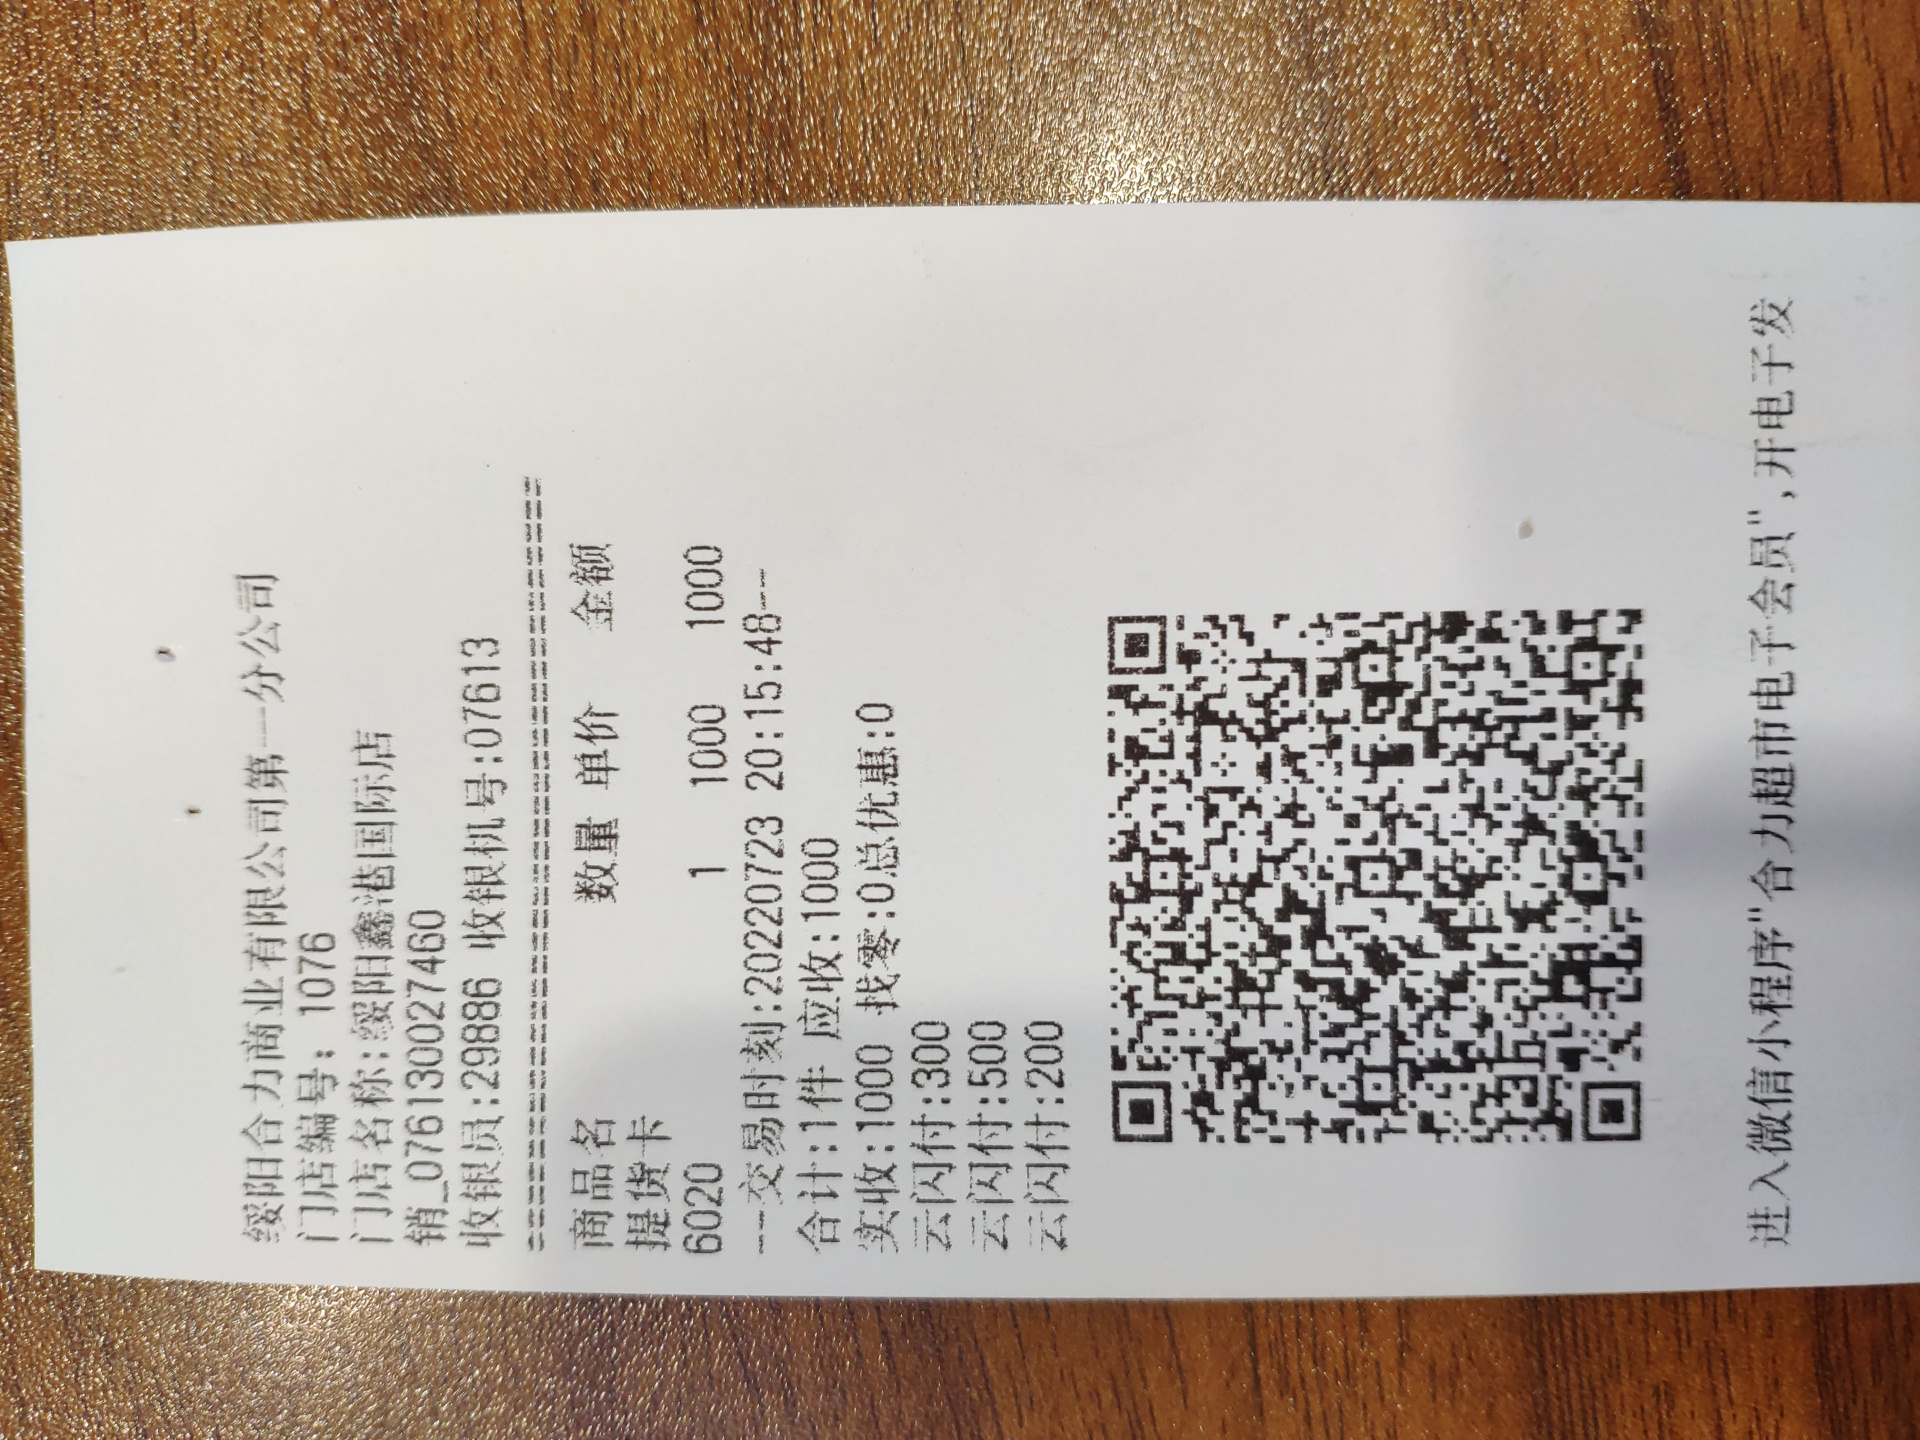 绥阳合力商业有限公司第一分公司
门店编号: 1076
门店名称:绥阳鑫港国际店
销_076130027460
收银员:29886 收银机号:07613
==========================================
商品名 数量 单价 金额
提货卡
6020 1 1000 1000
--交易时刻:20220723 20:15:48--
合计:1件 应收:1000
实收:1000 找零:0总优惠:0
云闪付:300
云闪付:500
云闪付:200
进入微信小程序"合力超市电子会员",开电子发